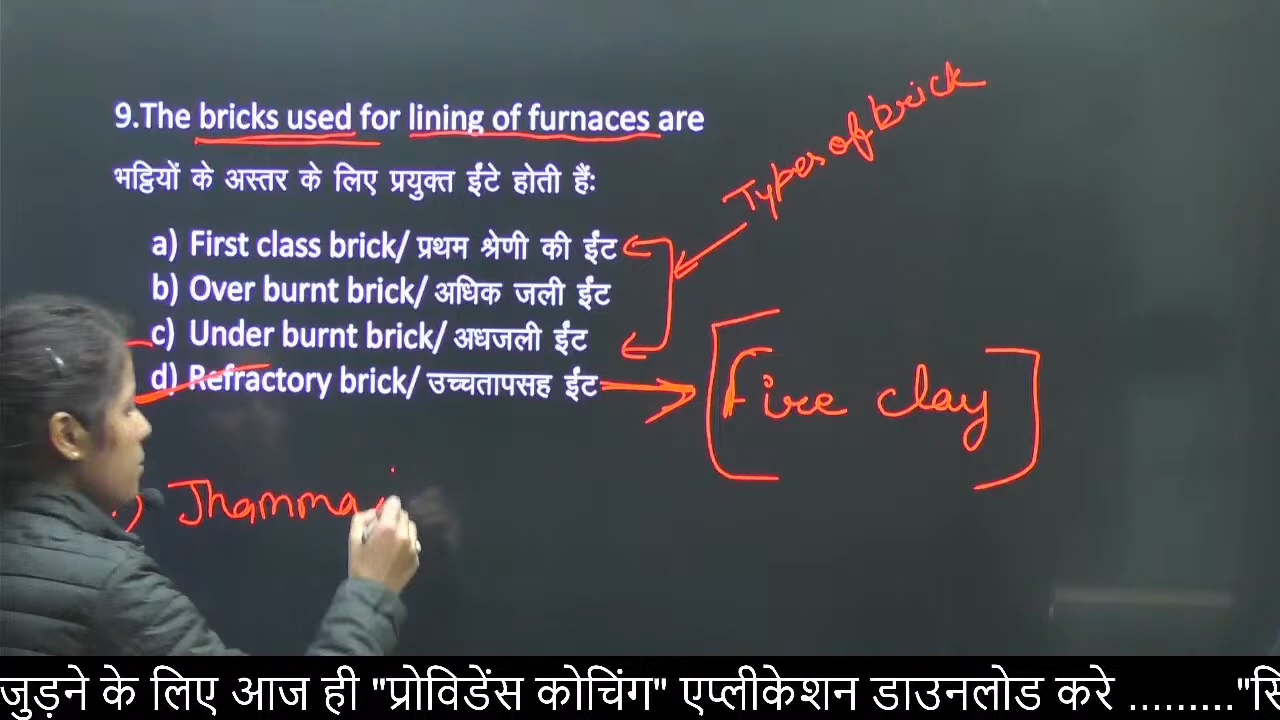 9.The bricks used for lining of furnaces are
भट्ठियों के अस्तर के लिए प्रयुक्त ईंटे होती हैंः
a) First class brick/ प्रथम श्रेणी की ईंट
b) Over burnt brick/ अधिक जली ईंट
c) Under burnt brick/ अधजली ईंट
d) Refractory brick/ उच्चतापसह ईंट
Types of brick
Fire clay
Jhamma
जुड़ने के लिए आज ही "प्रोविडेंस कोचिंग" एप्लीकेशन डाउनलोड करे ........."